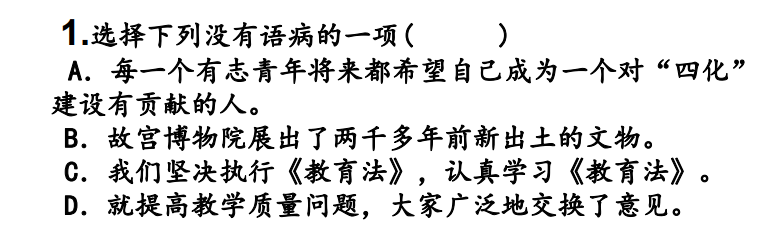 1.选择下列没有语病的一项(     )
A．每一个有志青年将来都希望自己成为一个对“四化”
建设有贡献的人。
B．故宫博物院展出了两千多年前新出土的文物。
C．我们坚决执行《教育法》，认真学习《教育法》。
D．就提高教学质量问题，大家广泛地交换了意见。